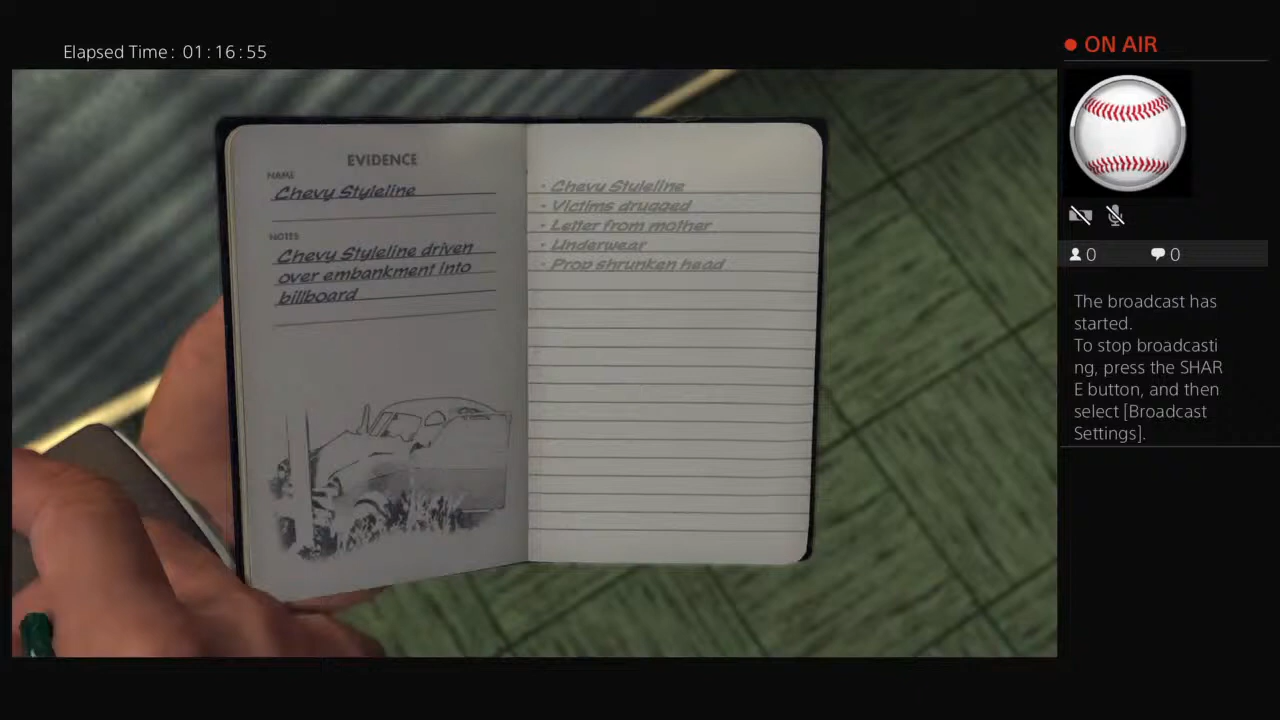 Elapsed Time: 01:16:55
ON AIR
EVIDENCE
NAME
Chevy Styleline
NOTES
Chevy Styleline driven
over embankment into
billboard
- Chevy Styleline
- Victims drugged
- Letter from mother
- Underwear
- Prop shrunken head
0
0
The broadcast has
started.
To stop broadcasti
ng, press the SHAR
E button, and then
select [Broadcast
Settings].